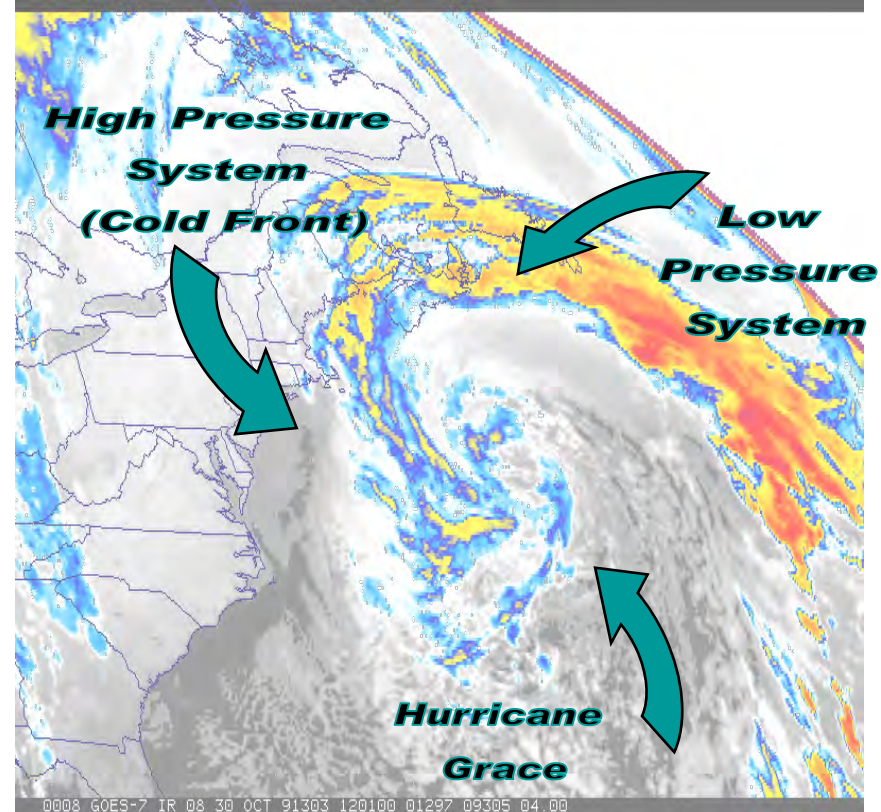 High Pressure
System
(Cold Front)
Low
Pressure
System
Hurricane
Grace
0008 GOES-7 IR 08 30 OCT 91303 120100 01297 09305 04.00